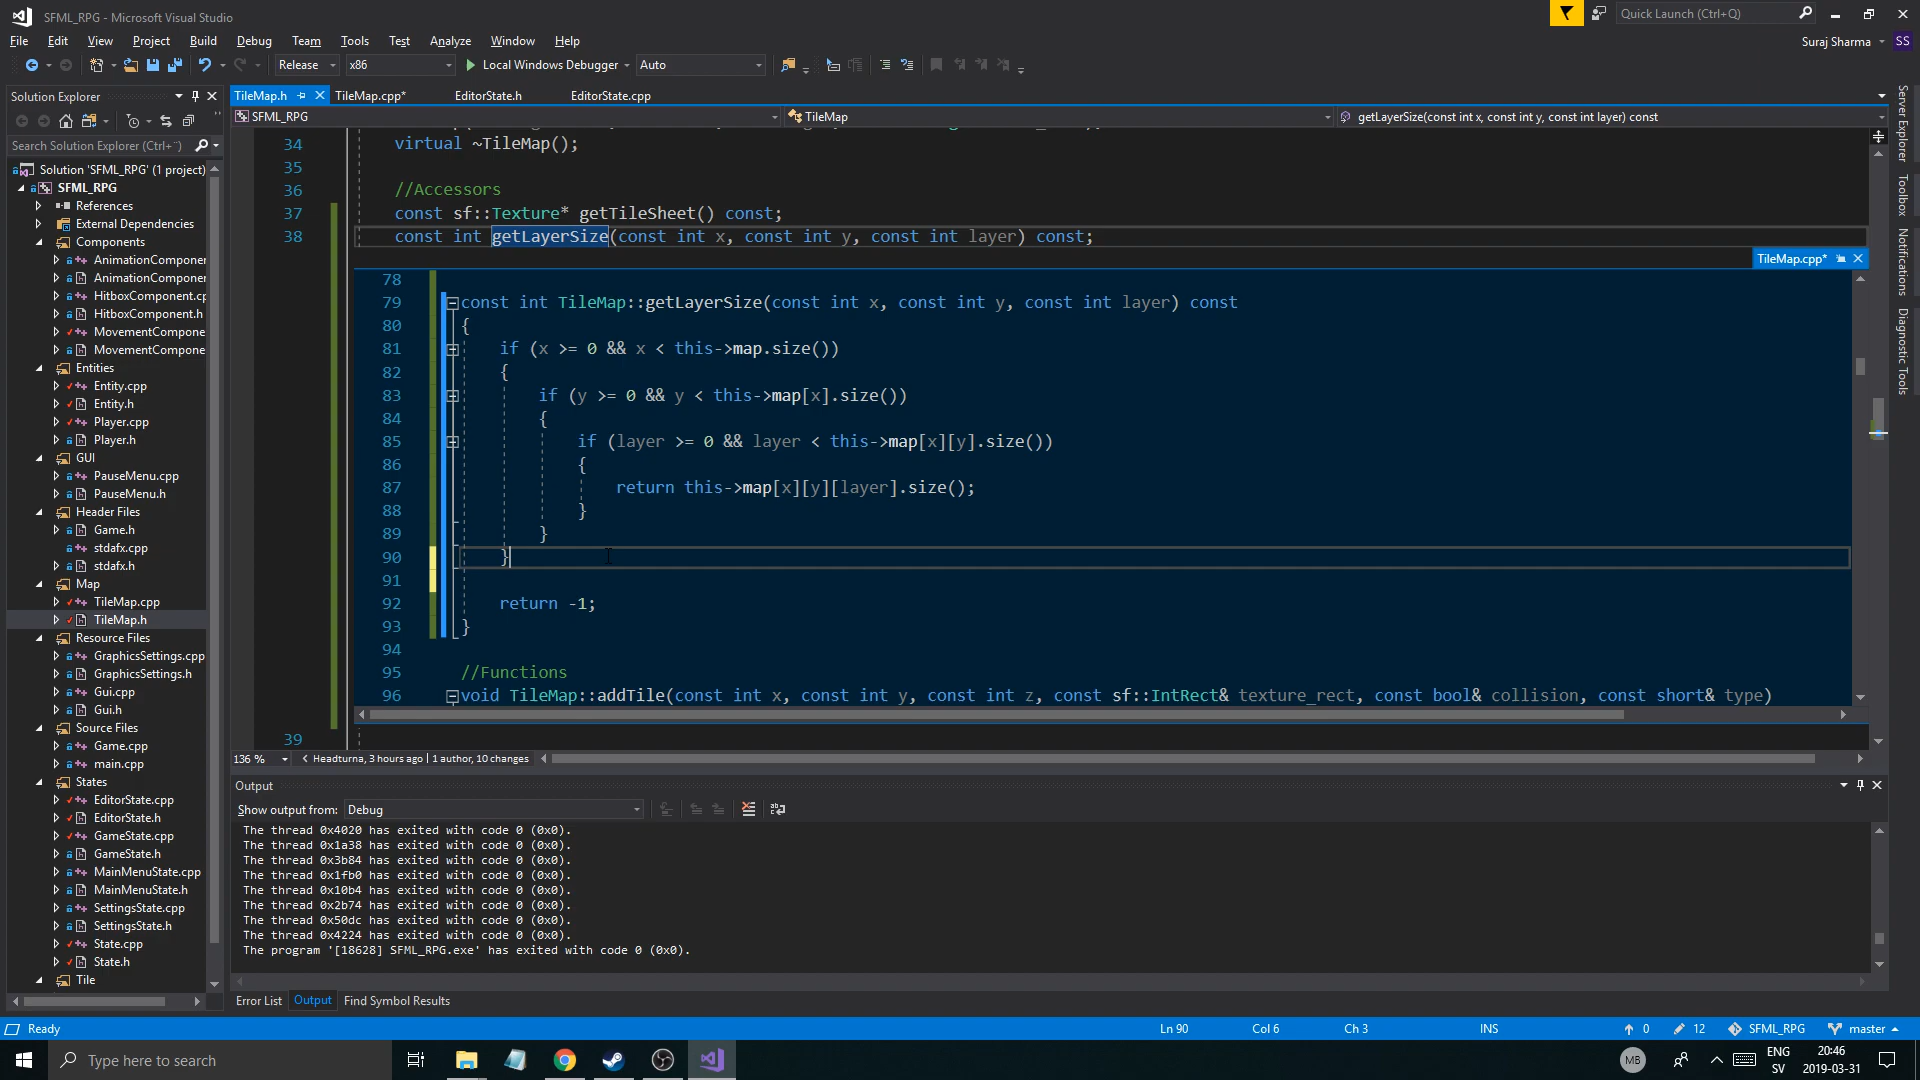 SFML_RPG - Microsoft Visual Studio
Quick Launch (Ctrl+Q)
File Edit View Project Build Debug Team Tools Test Analyze Window Help
Suraj Sharma SS
Release x86 Local Windows Debugger Auto
Solution Explorer
TileMap.h TileMap.cpp* EditorState.h EditorState.cpp
SFML_RPG TileMap getLayerSize(const int x, const int y, const int layer) const
Search Solution Explorer (Ctrl+¨)
Solution 'SFML_RPG' (1 project)
SFML_RPG
References
External Dependencies
Components
AnimationComponer
AnimationComponer
HitboxComponent.cp
HitboxComponent.h
MovementCompone
MovementCompone
Entities
Entity.cpp
Entity.h
Player.cpp
Player.h
GUI
PauseMenu.cpp
PauseMenu.h
Header Files
Game.h
stdafx.cpp
stdafx.h
Map
TileMap.cpp
TileMap.h
Resource Files
GraphicsSettings.cpp
GraphicsSettings.h
Gui.cpp
Gui.h
Source Files
Game.cpp
main.cpp
States
EditorState.cpp
EditorState.h
GameState.cpp
GameState.h
MainMenuState.cpp
MainMenuState.h
SettingsState.cpp
SettingsState.h
State.cpp
State.h
Tile
34 virtual ~TileMap();
35
36 //Accessors
37 const sf::Texture* getTileSheet() const;
38 const int getLayerSize(const int x, const int y, const int layer) const;
TileMap.cpp*
78
79 const int TileMap::getLayerSize(const int x, const int y, const int layer) const
80 {
81 if (x >= 0 && x < this->map.size())
82 {
83 if (y >= 0 && y < this->map[x].size())
84 {
85 if (layer >= 0 && layer < this->map[x][y].size())
86 {
87 return this->map[x][y][layer].size();
88 }
89 }
90 }
91
92 return -1;
93 }
94
95 //Functions
96 void TileMap::addTile(const int x, const int y, const int z, const sf::IntRect& texture_rect, const bool& collision, const short& type)
39
136 % Headturna, 3 hours ago | 1 author, 10 changes
Server Explorer
Toolbox
Notifications
Diagnostic Tools
Output
Show output from: Debug
The thread 0x4020 has exited with code 0 (0x0).
The thread 0x1a38 has exited with code 0 (0x0).
The thread 0x3b84 has exited with code 0 (0x0).
The thread 0x1fb0 has exited with code 0 (0x0).
The thread 0x10b4 has exited with code 0 (0x0).
The thread 0x2b74 has exited with code 0 (0x0).
The thread 0x50dc has exited with code 0 (0x0).
The thread 0x4224 has exited with code 0 (0x0).
The program '[18628] SFML_RPG.exe' has exited with code 0 (0x0).
Error List Output Find Symbol Results
Ready Ln 90 Col 6 Ch 3 INS 0 12 SFML_RPG master
Type here to search
MB
ENG
SV
20:46
2019-03-31